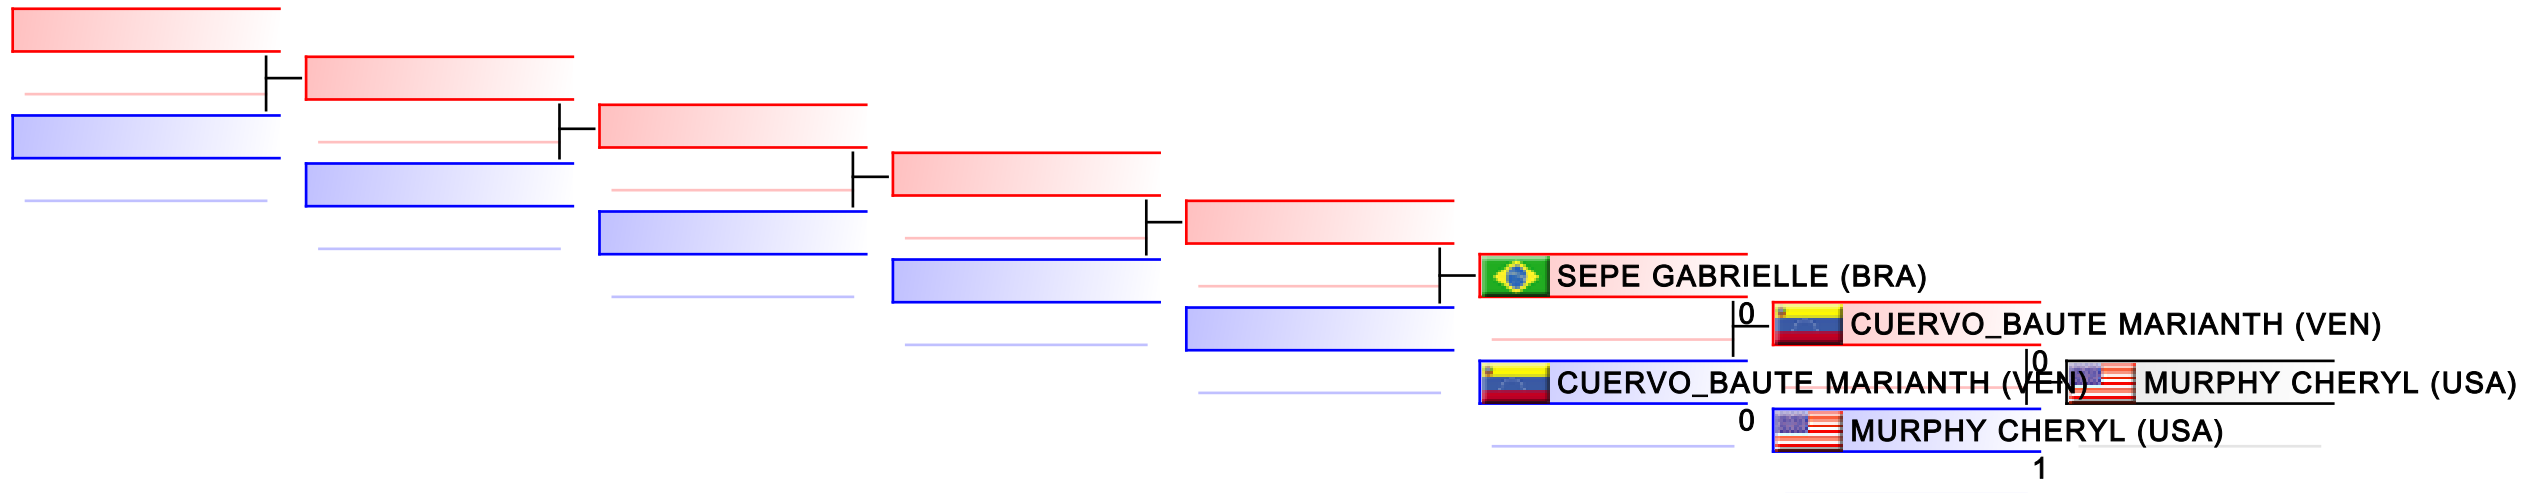 SEPE GABRIELLE (BRA)
0
CUERVO_BAUTE MARIANTH (VEN)
0
CUERVO_BAUTE MARIANTH (VEN)
MURPHY CHERYL (USA)
0
MURPHY CHERYL (USA)
1